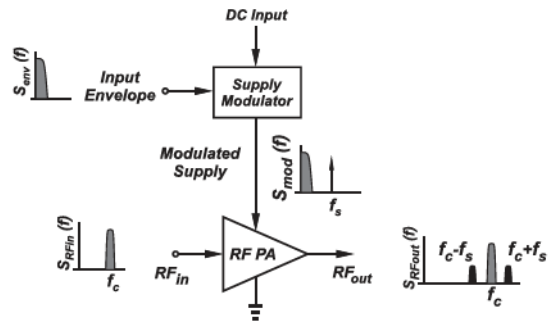 DC Input
S_env (f)
Input
Envelope
Supply
Modulator
Modulated
Supply
S_mod (f)
f_s
S_RFin (f)
f_c
RF_in
RF PA
RF_out
S_RFout (f)
f_c-f_s
f_c+f_s
f_c